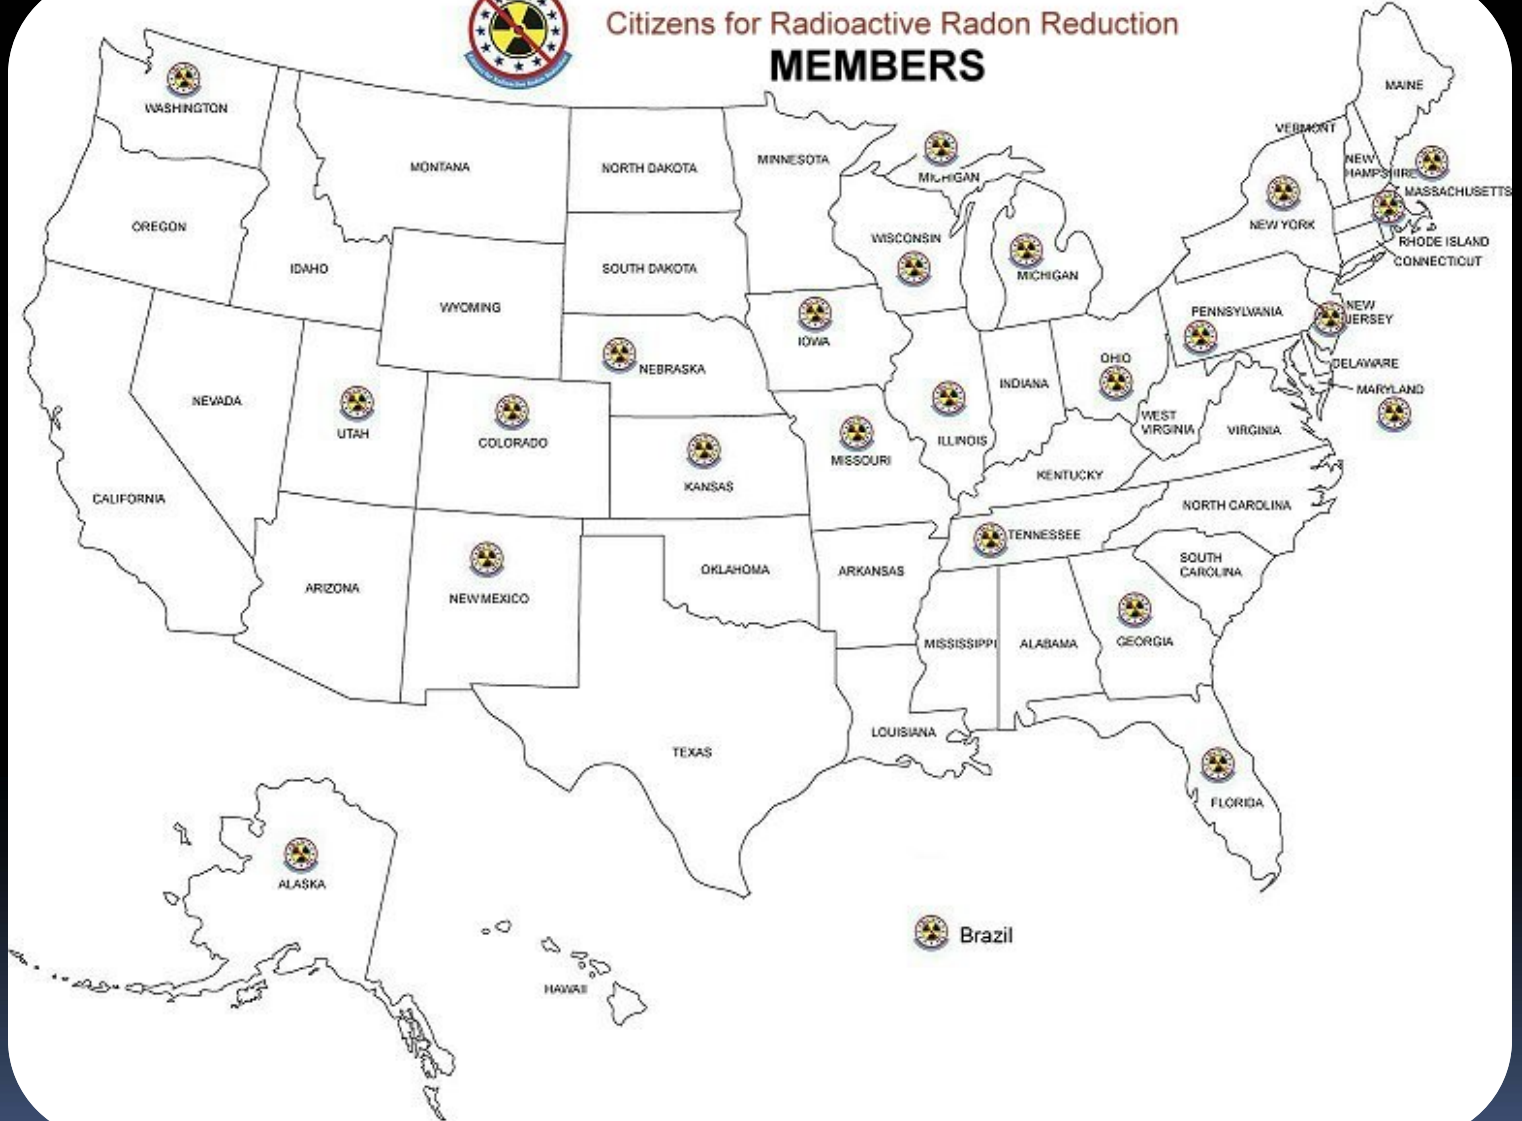 Citizens for Radioactive Radon Reduction
MEMBERS
WASHINGTON
MONTANA
NORTH DAKOTA
MINNESOTA
MICHIGAN
VERMONT
MAINE
NEW
HAMPSHIRE
MASSACHUSETTS
OREGON
IDAHO
WYOMING
SOUTH DAKOTA
WISCONSIN
MICHIGAN
NEW YORK
RHODE ISLAND
CONNECTICUT
NEBRASKA
IOWA
PENNSYLVANIA
NEW
JERSEY
NEVADA
UTAH
COLORADO
KANSAS
MISSOURI
ILLINOIS
INDIANA
OHIO
WEST
VIRGINIA
VIRGINIA
DELAWARE
MARYLAND
CALIFORNIA
KENTUCKY
NORTH CAROLINA
ARIZONA
NEW MEXICO
OKLAHOMA
ARKANSAS
TENNESSEE
SOUTH
CAROLINA
MISSISSIPPI
ALABAMA
GEORGIA
TEXAS
LOUISIANA
FLORIDA
ALASKA
HAWAII
Brazil